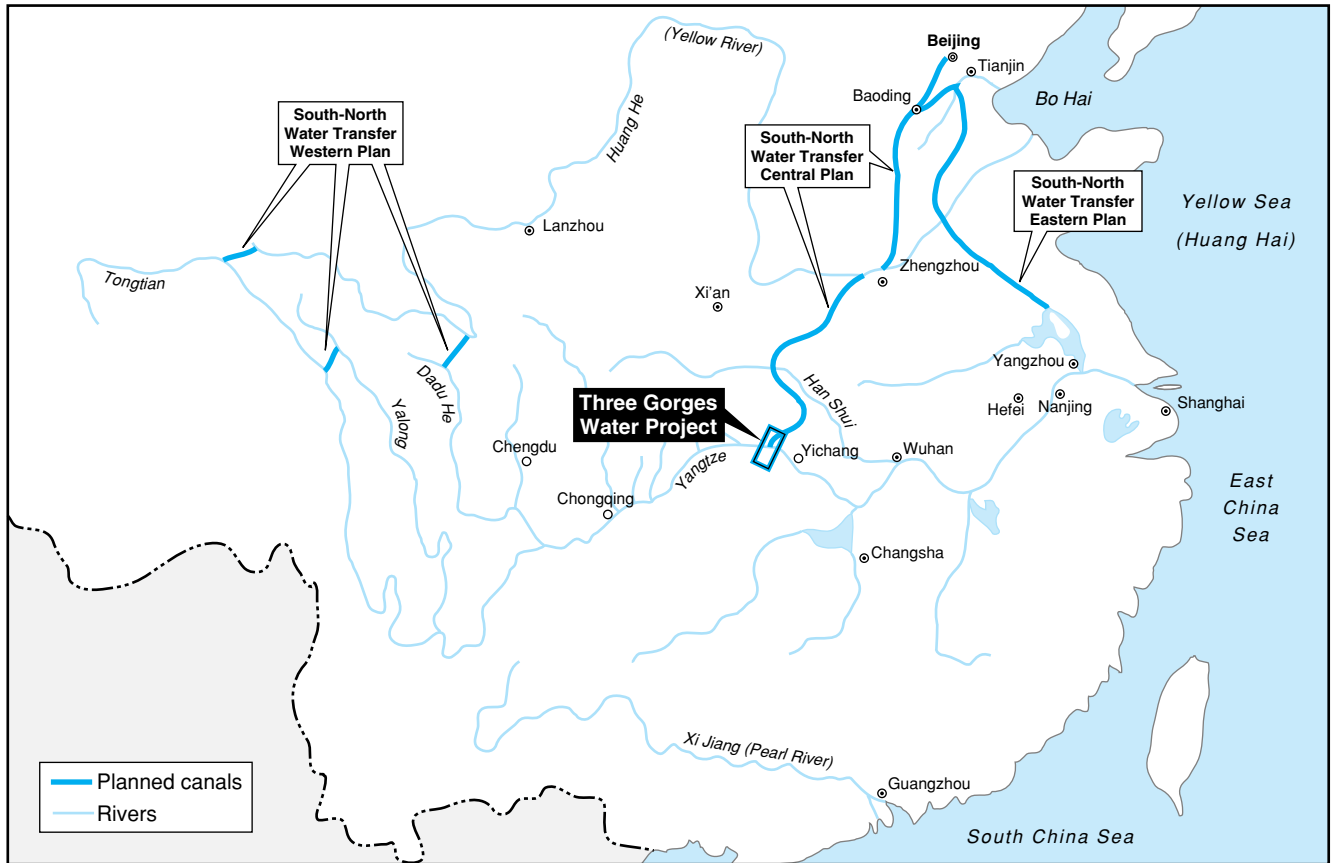 (Yellow River)
Beijing
Tianjin
Baoding
Bo Hai
Huang He
South-North
Water Transfer
Western Plan
South-North
Water Transfer
Central Plan
South-North
Water Transfer
Eastern Plan
Yellow Sea
(Huang Hai)
Lanzhou
Tongtian
Zhengzhou
Xi'an
Yangzhou
Dadu He
Han Shui
Three Gorges
Water Project
Hefei
Nanjing
Shanghai
Yalong
Chengdu
Yichang
Wuhan
Yangtze
Chongqing
East
China
Sea
Changsha
Xi Jiang (Pearl River)
Guangzhou
Planned canals
Rivers
South China Sea